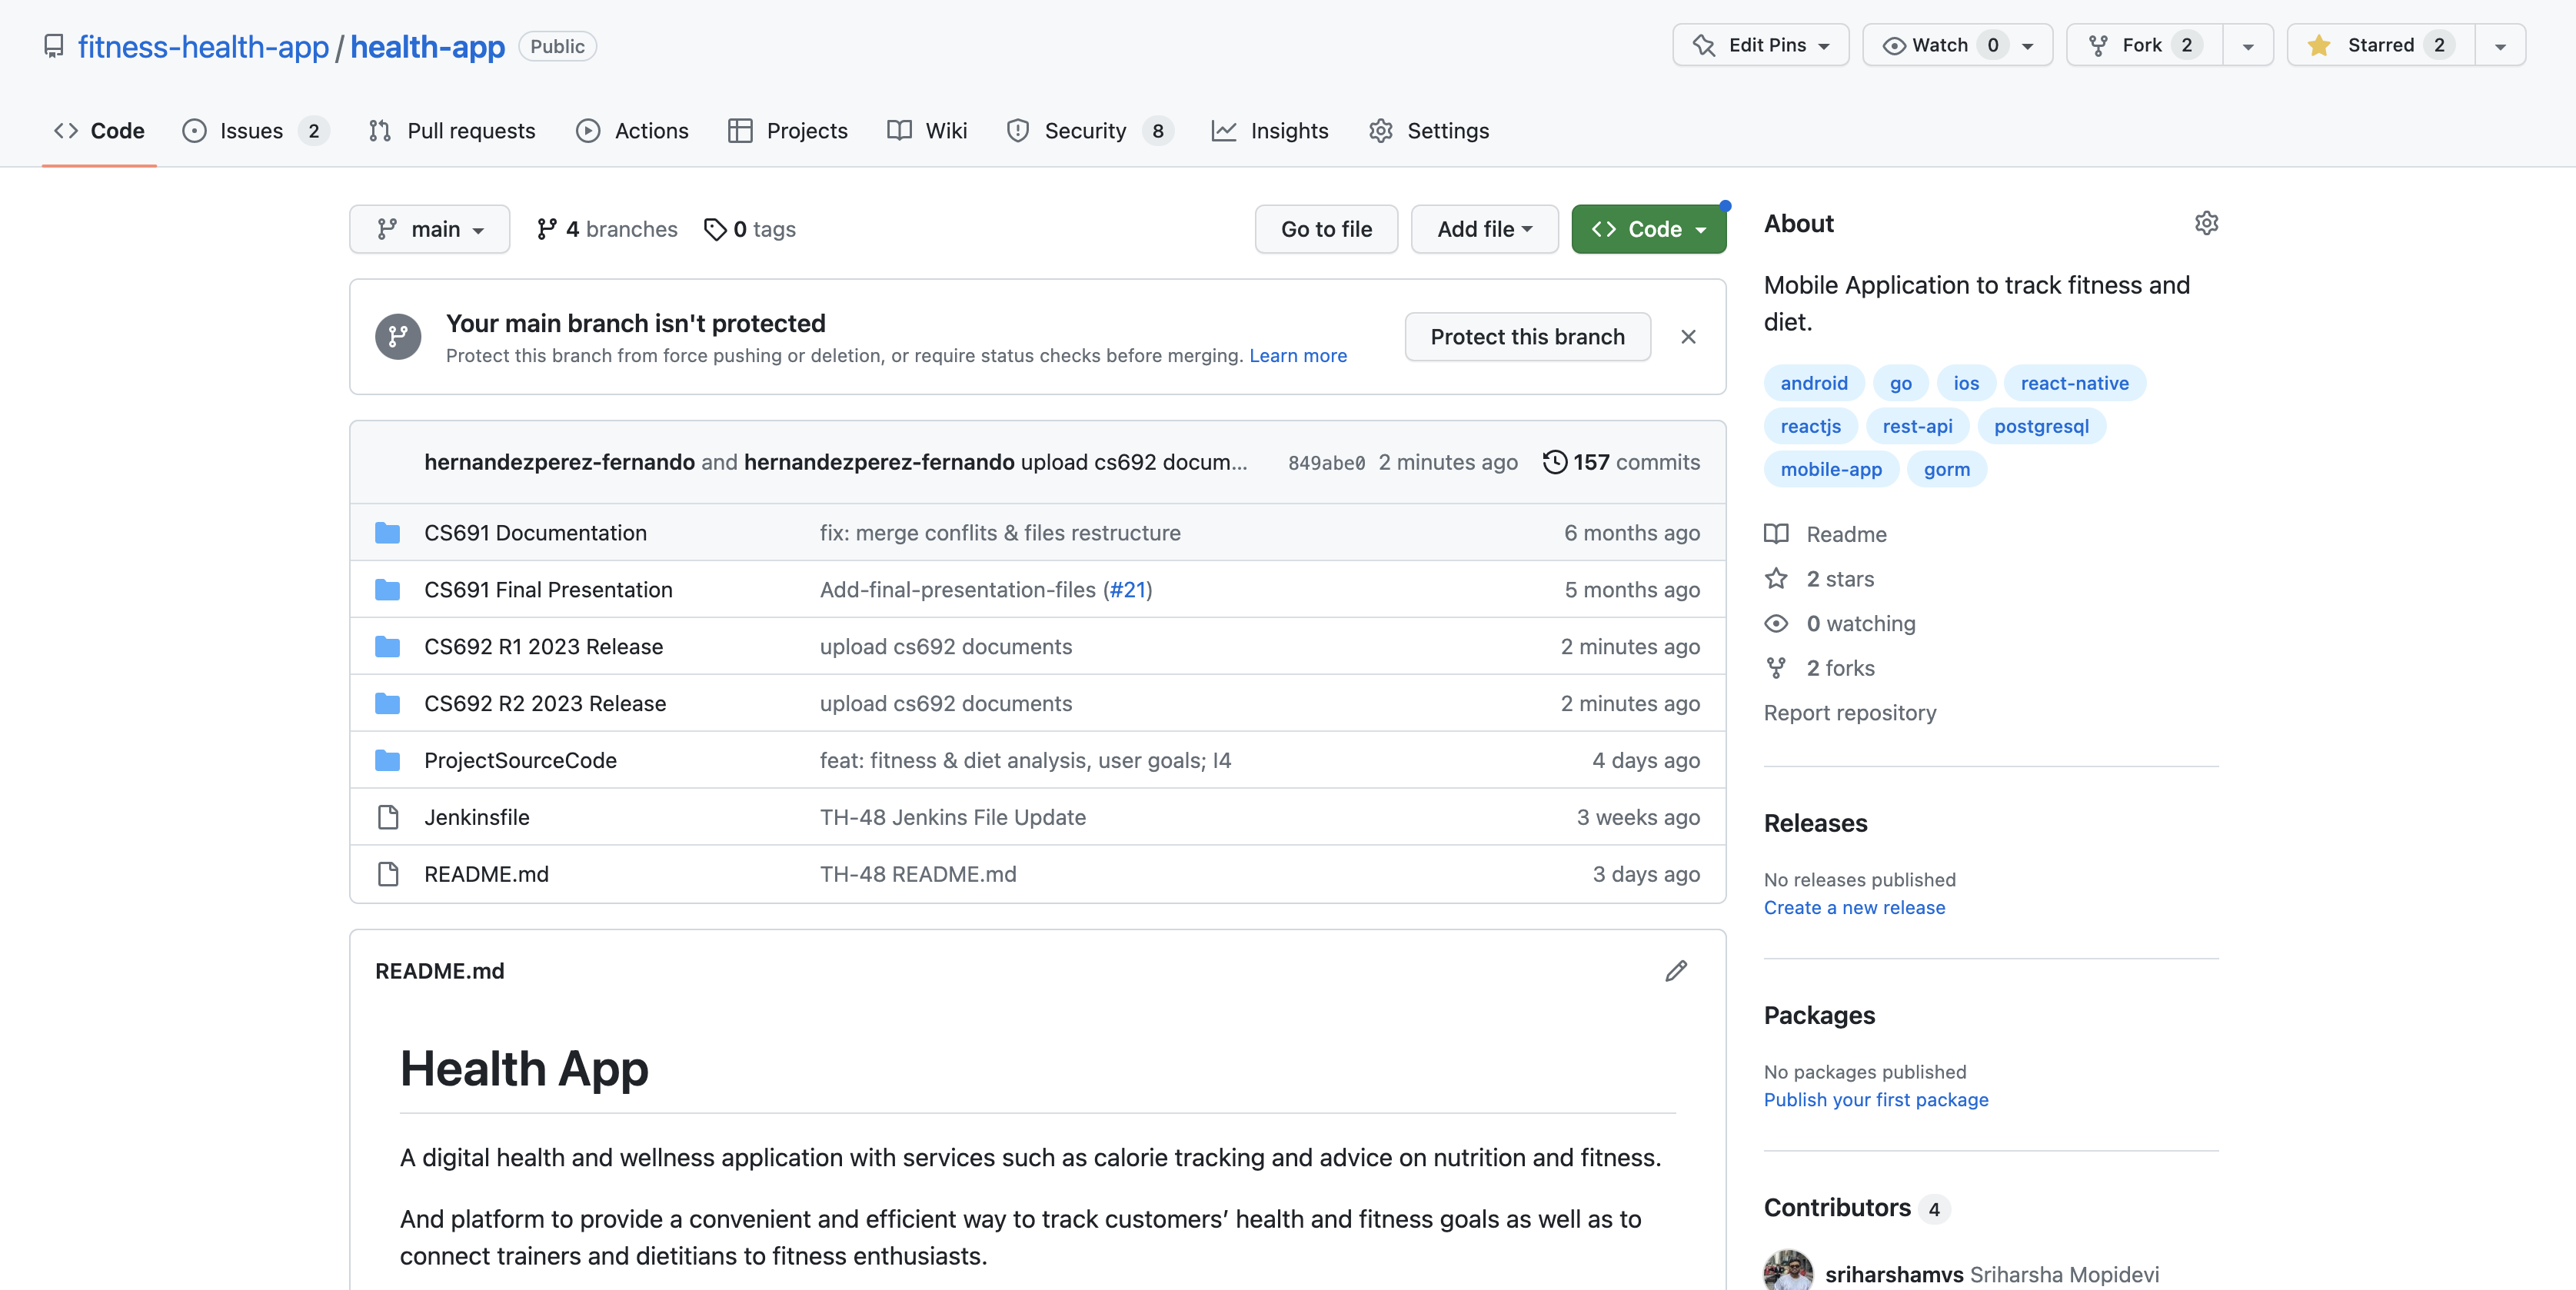 fitness-health-app / health-app Public
Edit Pins Watch 0 Fork 2 Starred 2
Code Issues 2 Pull requests Actions Projects Wiki Security 8 Insights Settings
main 4 branches 0 tags Go to file Add file Code
Your main branch isn't protected
Protect this branch from force pushing or deletion, or require status checks before merging. Learn more
Protect this branch
hernandezperez-fernando and hernandezperez-fernando upload cs692 docum... 849abe0 2 minutes ago 157 commits
CS691 Documentation fix: merge conflits & files restructure 6 months ago
CS691 Final Presentation Add-final-presentation-files (#21) 5 months ago
CS692 R1 2023 Release upload cs692 documents 2 minutes ago
CS692 R2 2023 Release upload cs692 documents 2 minutes ago
ProjectSourceCode feat: fitness & diet analysis, user goals; I4 4 days ago
Jenkinsfile TH-48 Jenkins File Update 3 weeks ago
README.md TH-48 README.md 3 days ago
README.md
Health App
A digital health and wellness application with services such as calorie tracking and advice on nutrition and fitness.
And platform to provide a convenient and efficient way to track customers’ health and fitness goals as well as to
connect trainers and dietitians to fitness enthusiasts.
About
Mobile Application to track fitness and
diet.
android go ios react-native
reactjs rest-api postgresql
mobile-app gorm
Readme
2 stars
0 watching
2 forks
Report repository
Releases
No releases published
Create a new release
Packages
No packages published
Publish your first package
Contributors 4
sriharshamvs Sriharsha Mopidevi